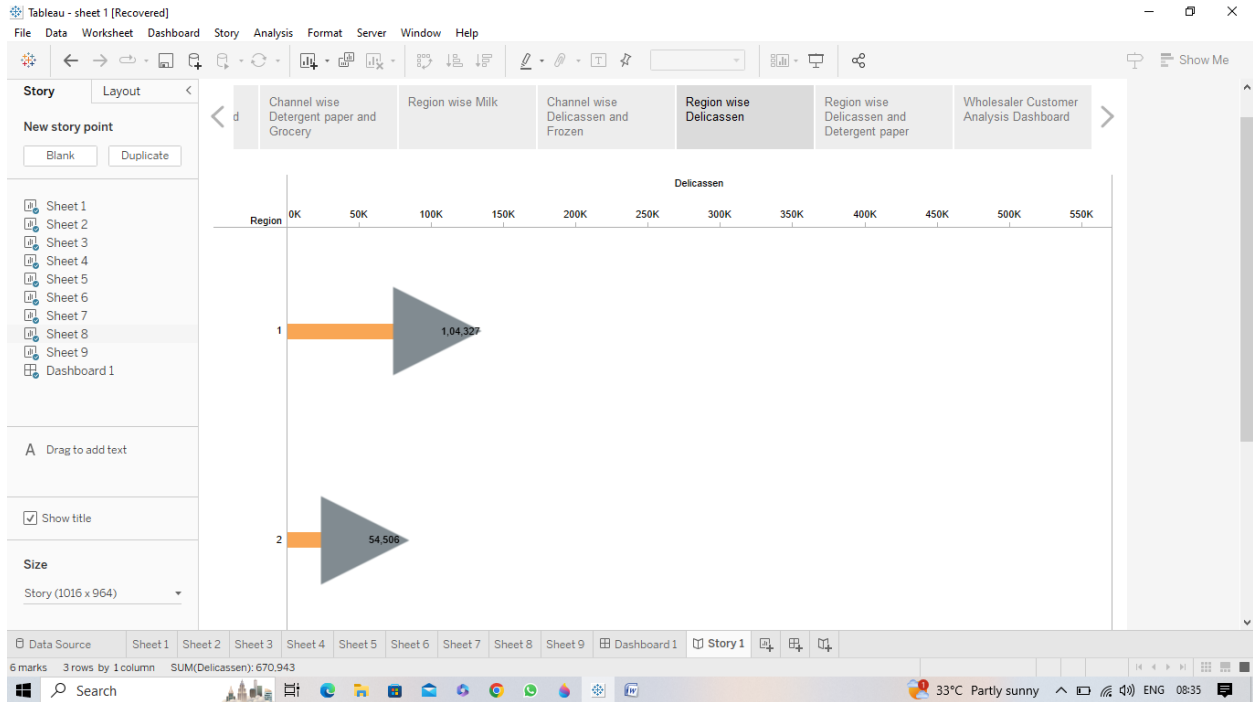 Tableau - sheet 1 [Recovered]
File Data Worksheet Dashboard Story Analysis Format Server Window Help
Show Me
Story Layout
New story point
Blank Duplicate
Sheet 1
Sheet 2
Sheet 3
Sheet 4
Sheet 5
Sheet 6
Sheet 7
Sheet 8
Sheet 9
Dashboard 1
A Drag to add text
Show title
Size
Story (1016 x 964)
d
Channel wise
Detergent paper and
Grocery
Region wise Milk
Channel wise
Delicassen and
Frozen
Region wise
Delicassen
Region wise
Delicassen and
Detergent paper
Wholesaler Customer
Analysis Dashboard
Delicassen
Region 0K 50K 100K 150K 200K 250K 300K 350K 400K 450K 500K 550K
1 1,04,327
2 54,506
Data Source Sheet 1 Sheet 2 Sheet 3 Sheet 4 Sheet 5 Sheet 6 Sheet 7 Sheet 8 Sheet 9 Dashboard 1 Story 1
6 marks 3 rows by 1 column SUM(Delicassen): 670,943
Search 33°C Partly sunny ENG 08:35